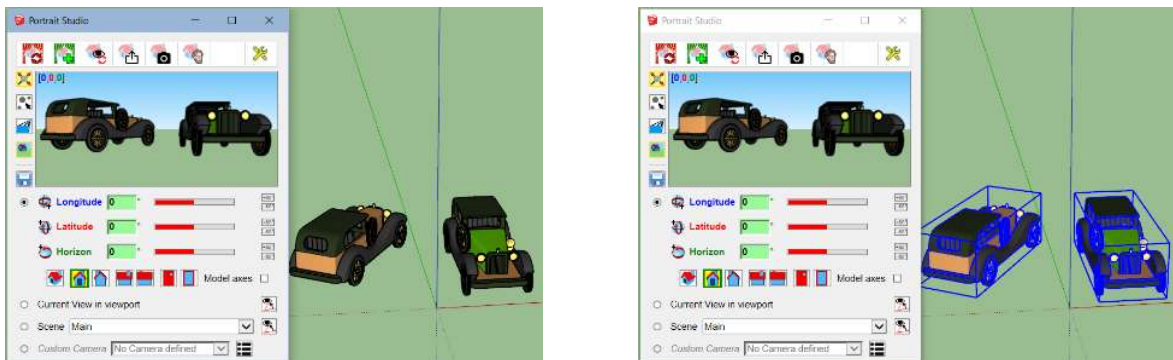 Portrait Studio
[0,0,0]
Longitude 0 °
Latitude 0 °
Horizon 0 °
Model axes
Current View in viewport
Scene Main
Custom Camera No Camera defined
Portrait Studio
[0,0,0]
Longitude 0 °
Latitude 0 °
Horizon 0 °
Model axes
Current View in viewport
Scene Main
Custom Camera No Camera defined